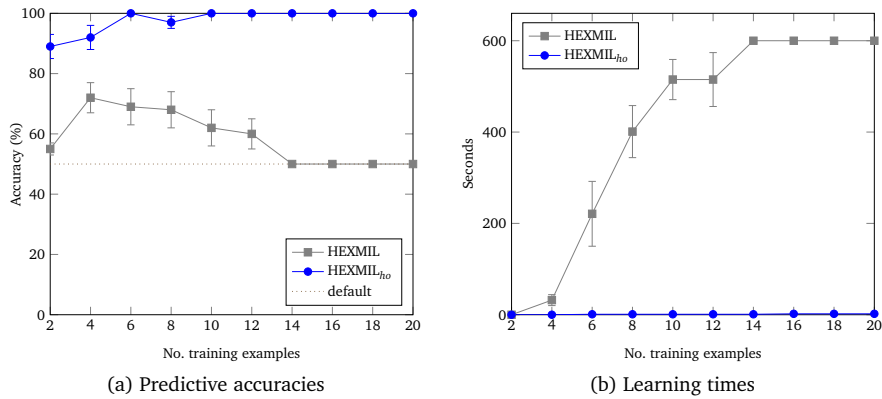 100
80
60
40
20
0
Accuracy (%)
HEXMIL
HEXMILho
default
2 4 6 8 10 12 14 16 18 20
No. training examples
(a) Predictive accuracies
600
400
200
0
Seconds
HEXMIL
HEXMILho
2 4 6 8 10 12 14 16 18 20
No. training examples
(b) Learning times